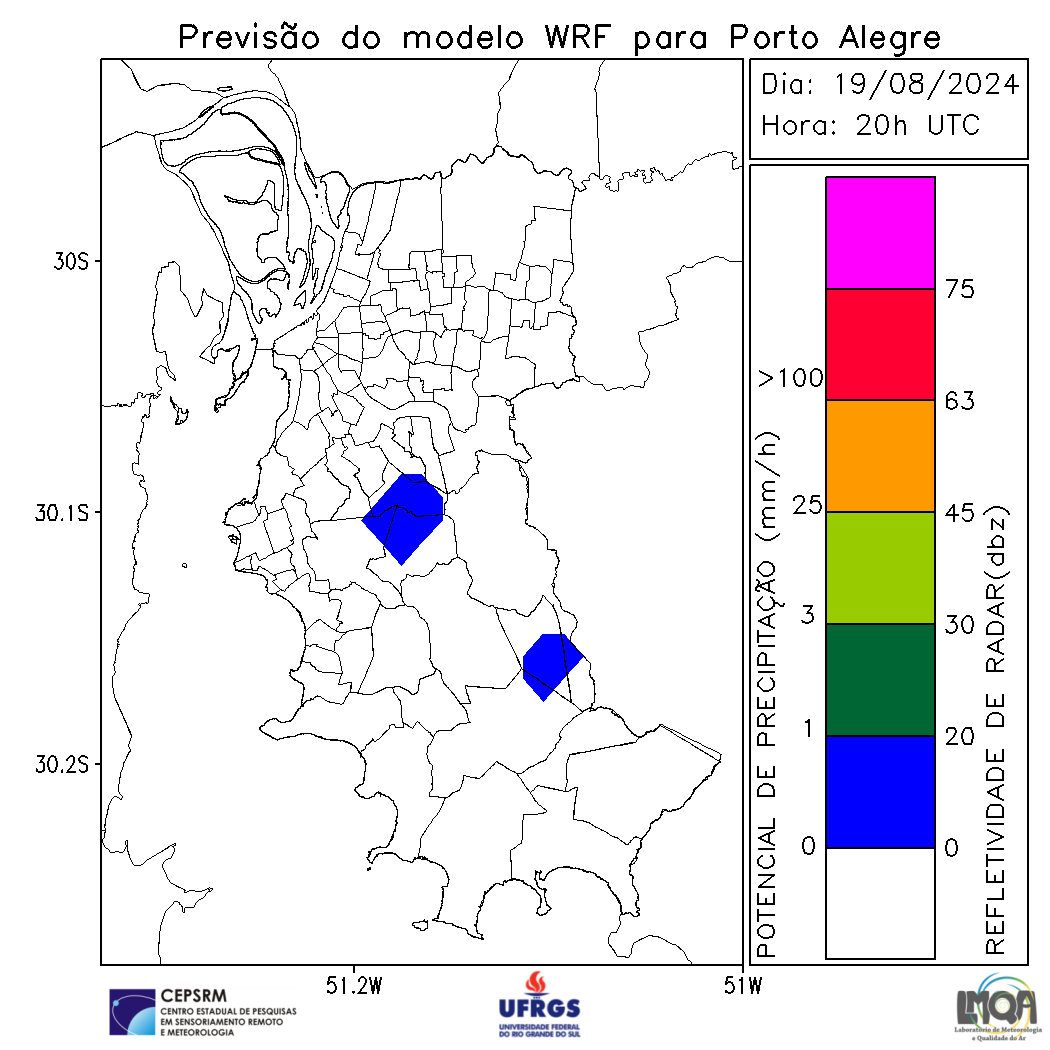 Previsão do modelo WRF para Porto Alegre
Dia: 19/08/2024
Hora: 20h UTC
30S
30.1S
30.2S
51.2W
51W
POTENCIAL DE PRECIPITAÇÃO (mm/h)
>100
25
3
1
0
75
63
45
30
20
0
REFLETIVIDADE DE RADAR(dbz)
CEPSRM
CENTRO ESTADUAL DE PESQUISAS
EM SENSORIAMENTO REMOTO
E METEOROLOGIA
UFRGS
UNIVERSIDADE FEDERAL
DO RIO GRANDE DO SUL
LMQA
Laboratório de Meteorologia
e Qualidade do Ar